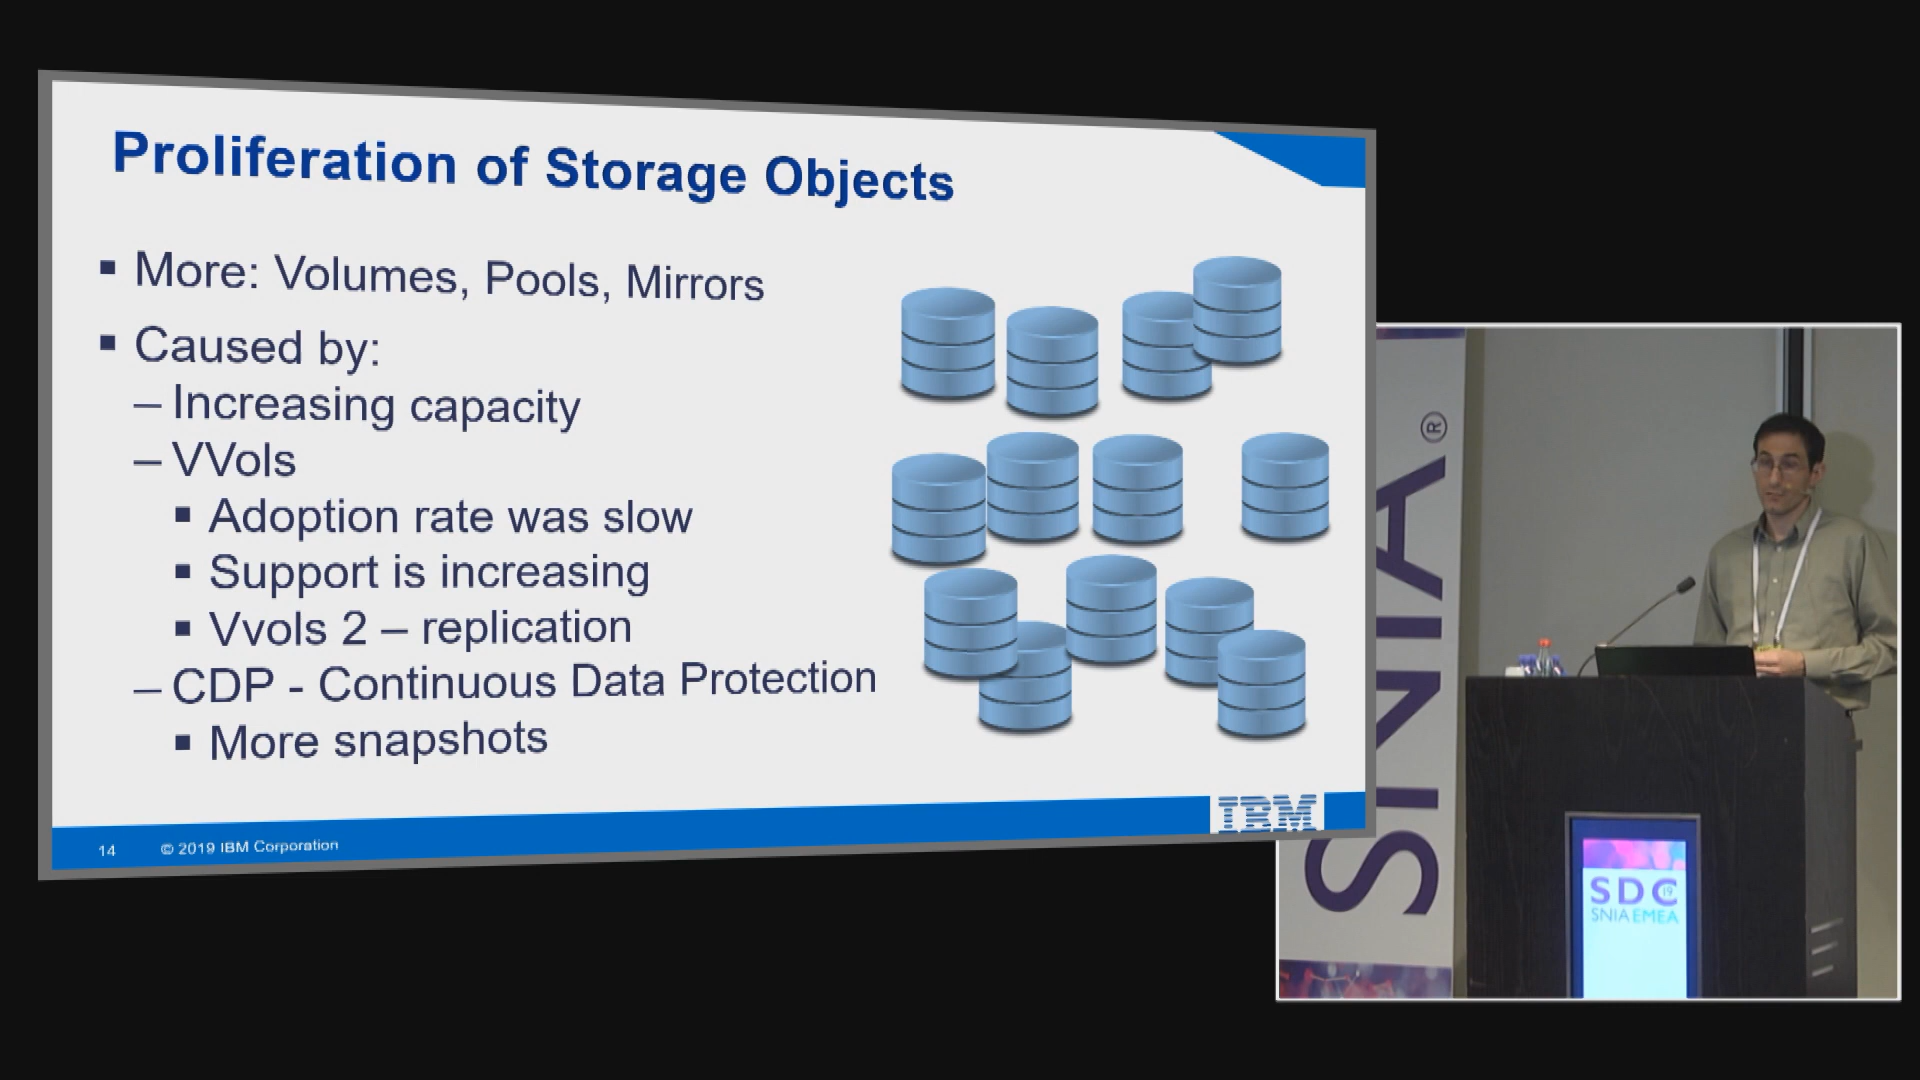 Proliferation of Storage Objects
▪ More: Volumes, Pools, Mirrors
▪ Caused by:
– Increasing capacity
– VVols
▪ Adoption rate was slow
▪ Support is increasing
▪ Vvols 2 – replication
– CDP - Continuous Data Protection
▪ More snapshots
14 © 2019 IBM Corporation
IBM
SNIA®
SDC 19
SNIA EMEA